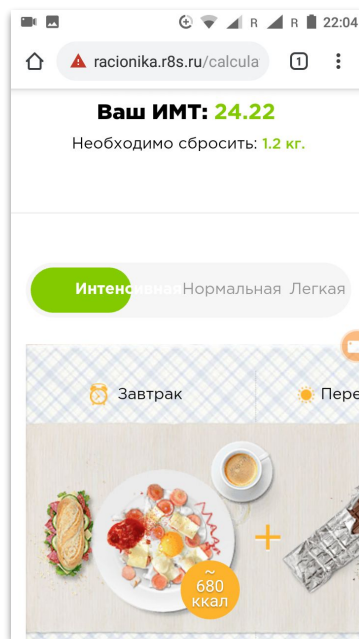 R R 22:04
racionika.r8s.ru/calcula 1
Ваш ИМТ: 24.22
Необходимо сбросить: 1.2 кг.
Интенсивная Нормальная Легкая
Завтрак Пере
~
680
ккал